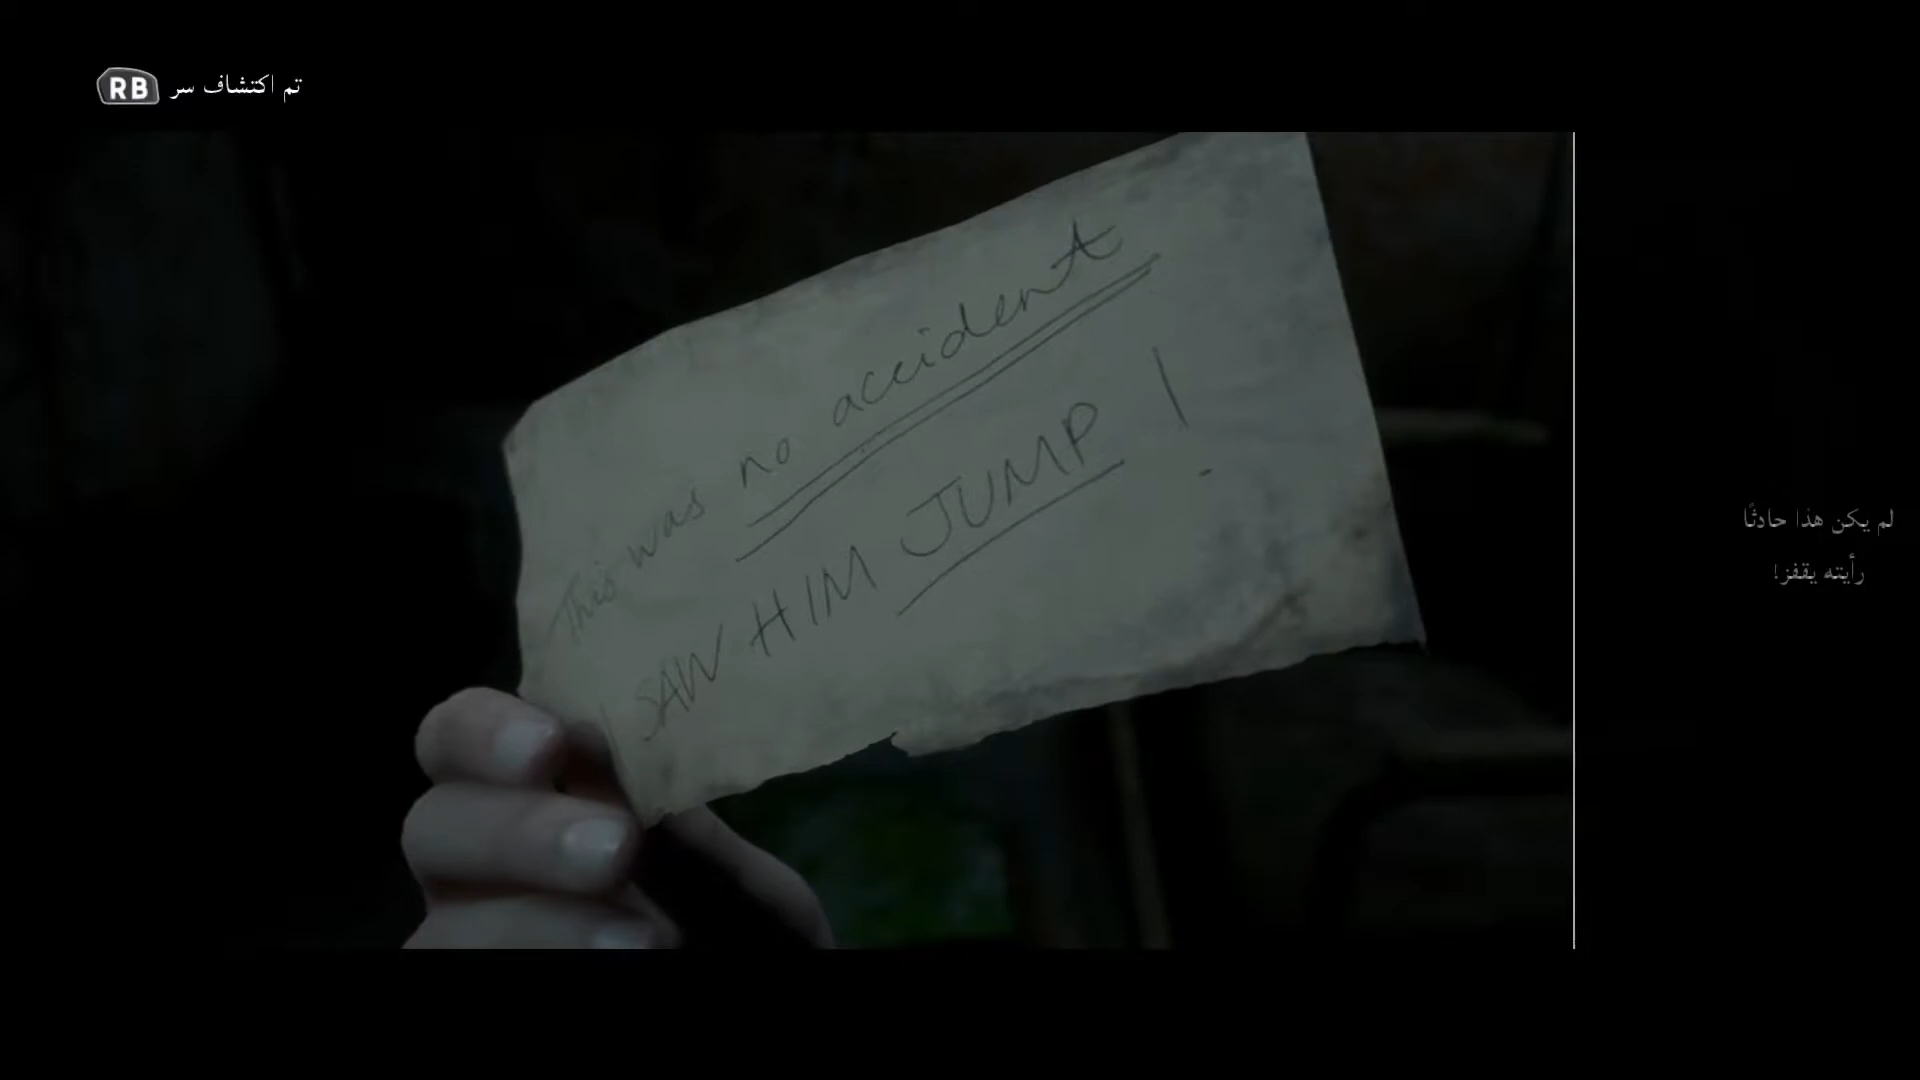 RB تم اكتشاف سر
This was no accident
I SAW HIM JUMP!
لم يكن هذا حادثًا
رأيته يقفز!